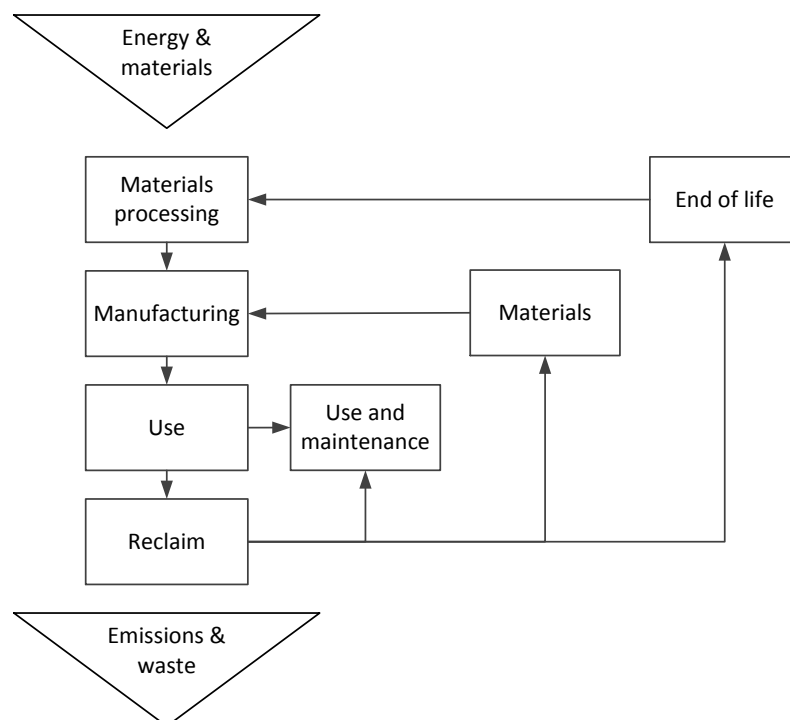 Energy &
materials
Materials
processing
End of life
Manufacturing
Materials
Use
Use and
maintenance
Reclaim
Emissions &
waste